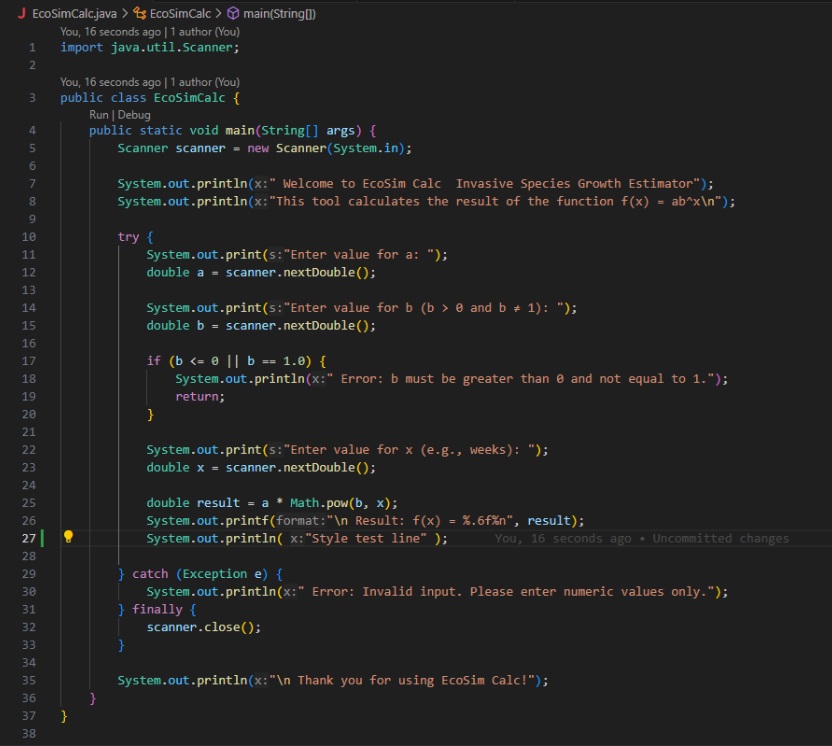 EcoSimCalc.java > EcoSimCalc > main(String[])
You, 16 seconds ago | 1 author (You)
1 import java.util.Scanner;
2
You, 16 seconds ago | 1 author (You)
3 public class EcoSimCalc {
Run | Debug
4 public static void main(String[] args) {
5 Scanner scanner = new Scanner(System.in);
6
7 System.out.println(x:" Welcome to EcoSim Calc  Invasive Species Growth Estimator");
8 System.out.println(x:"This tool calculates the result of the function f(x) = ab^x\n");
9
10 try {
11 System.out.print(s:"Enter value for a: ");
12 double a = scanner.nextDouble();
13
14 System.out.print(s:"Enter value for b (b > 0 and b ≠ 1): ");
15 double b = scanner.nextDouble();
16
17 if (b <= 0 || b == 1.0) {
18 System.out.println(x:" Error: b must be greater than 0 and not equal to 1.");
19 return;
20 }
21
22 System.out.print(s:"Enter value for x (e.g., weeks): ");
23 double x = scanner.nextDouble();
24
25 double result = a * Math.pow(b, x);
26 System.out.printf(format:"\n Result: f(x) = %.6f%n", result);
27 System.out.println( x:"Style test line" ); You, 16 seconds ago • Uncommitted changes
28
29 } catch (Exception e) {
30 System.out.println(x:" Error: Invalid input. Please enter numeric values only.");
31 } finally {
32 scanner.close();
33 }
34
35 System.out.println(x:"\n Thank you for using EcoSim Calc!");
36 }
37 }
38